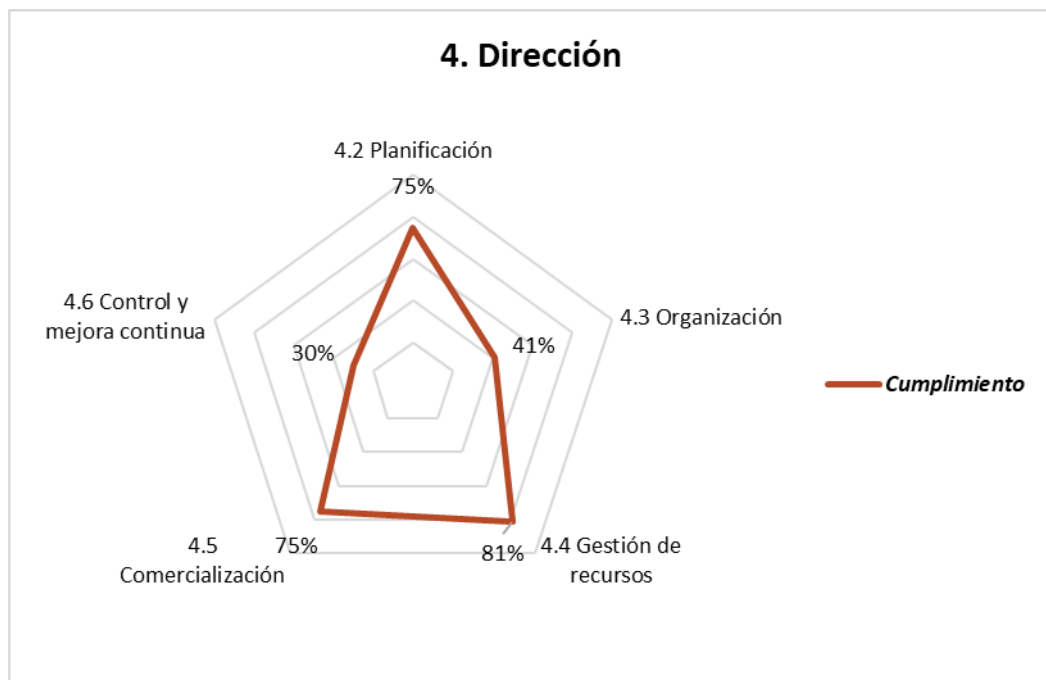 4. Dirección
4.2 Planificación
75%
4.3 Organización
41%
4.4 Gestión de
recursos
81%
4.5
Comercialización
75%
4.6 Control y
mejora continua
30%
Cumplimiento